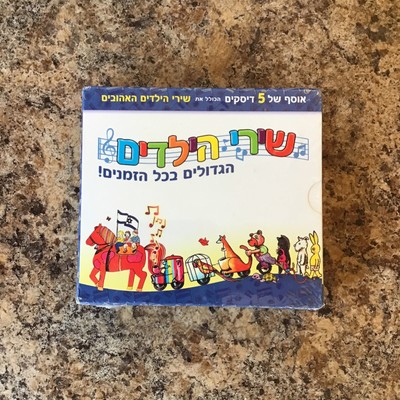 אוסף של 5 דיסקים הכולל את שירי הילדים האהובים
שירי הילדים
הגדולים בכל הזמנים!